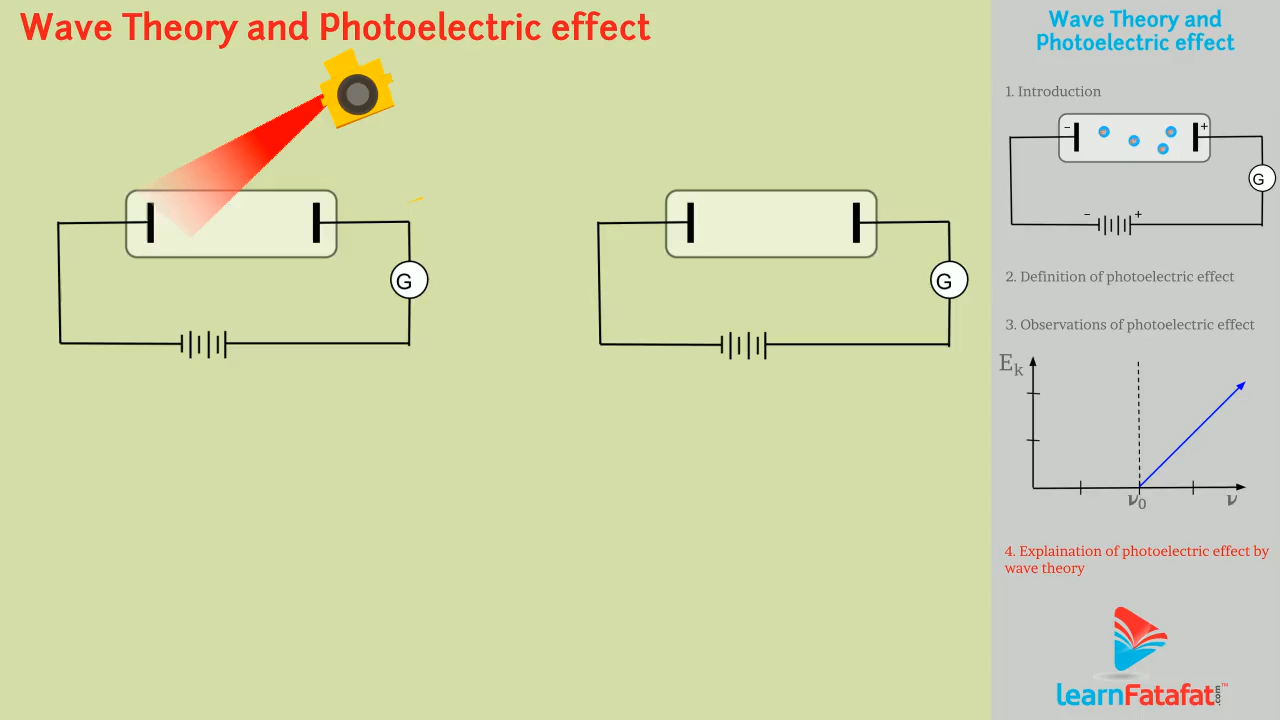 Wave Theory and Photoelectric effect
G
G
Wave Theory and
Photoelectric effect
1. Introduction
- +
G
- +
2. Definition of photoelectric effect
3. Observations of photoelectric effect
Ek
ν0 ν
4. Explaination of photoelectric effect by
wave theory
learnFatafat.com™